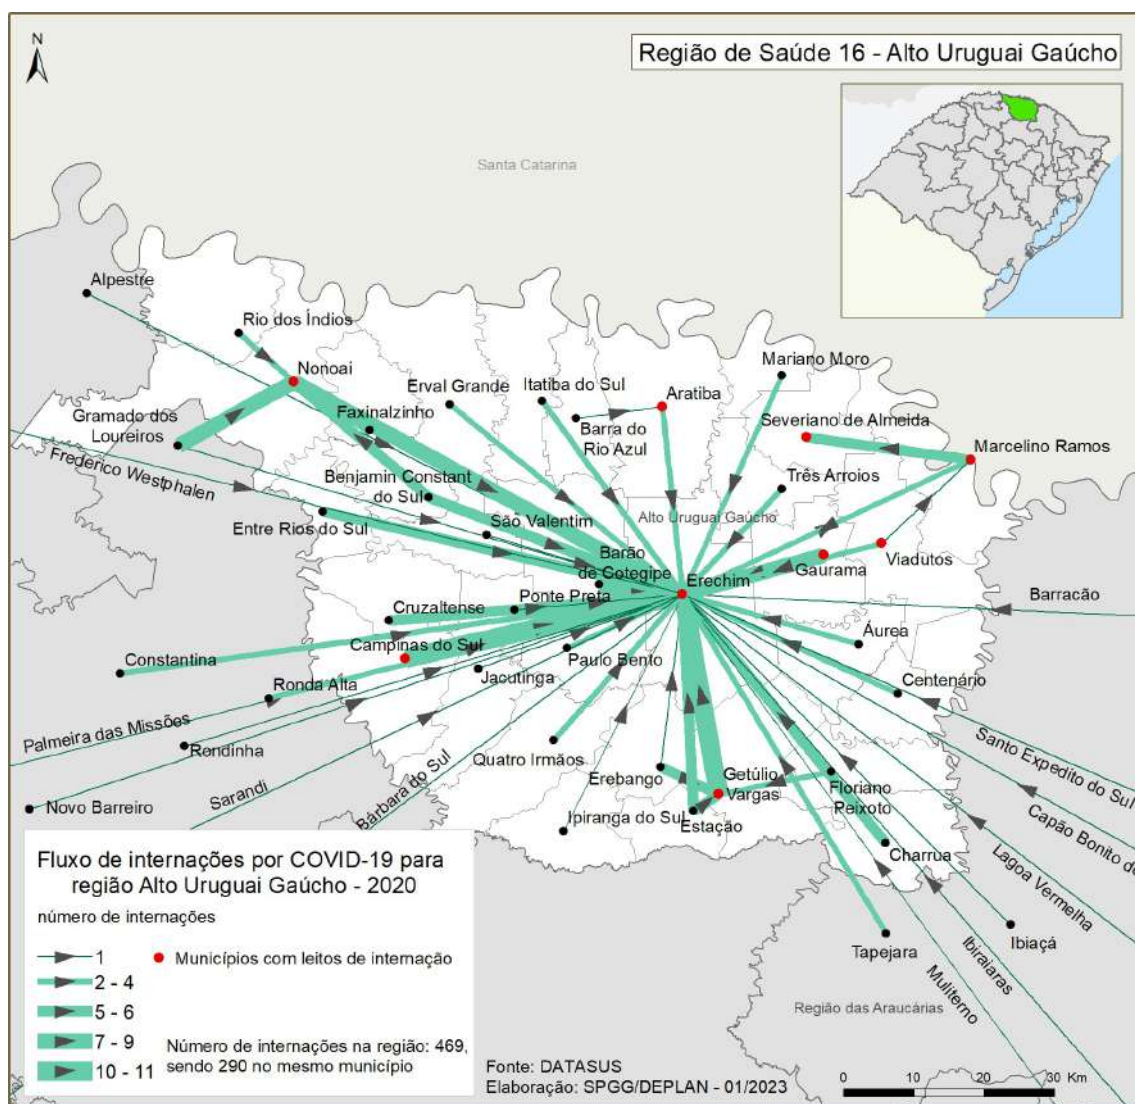 N
Região de Saúde 16 - Alto Uruguai Gaúcho
Santa Catarina
Alpestre
Rio dos Índios
Nonoai
Erval Grande
Itatiba do Sul
Aratiba
Mariano Moro
Faxinalzinho
Gramado dos
Loureiros
Barra do
Rio Azul
Severiano de Almeida
Marcelino Ramos
Frederico Westphalen
Benjamin Constant
do Sul
Três Arroios
Entre Rios do Sul
São Valentim
Alto Uruguai Gaúcho
Barão
de Cotegipe
Erechim
Gaurama
Viadutos
Cruzaltense
Ponte Preta
Barracão
Campinas do Sul
Áurea
Constantina
Paulo Bento
Jacutinga
Centenário
Ronda Alta
Palmeira das Missões
Rondinha
Quatro Irmãos
Santo Expedito do Sul
Erebango
Getúlio
Vargas
Floriano
Peixoto
Sarandi
Bárbara do Sul
Novo Barreiro
Ipiranga do Sul
Estação
Capão Bonito do
Charrua
Lagoa Vermelha
Tapejara
Ibiaçá
Ibiraiaras
Muliterno
Região das Araucárias
Fluxo de internações por COVID-19 para
região Alto Uruguai Gaúcho - 2020
número de internações
1
2 - 4
5 - 6
7 - 9
10 - 11
Municípios com leitos de internação
Número de internações na região: 469,
sendo 290 no mesmo município
Fonte: DATASUS
Elaboração: SPGG/DEPLAN - 01/2023
0 10 20 30 Km